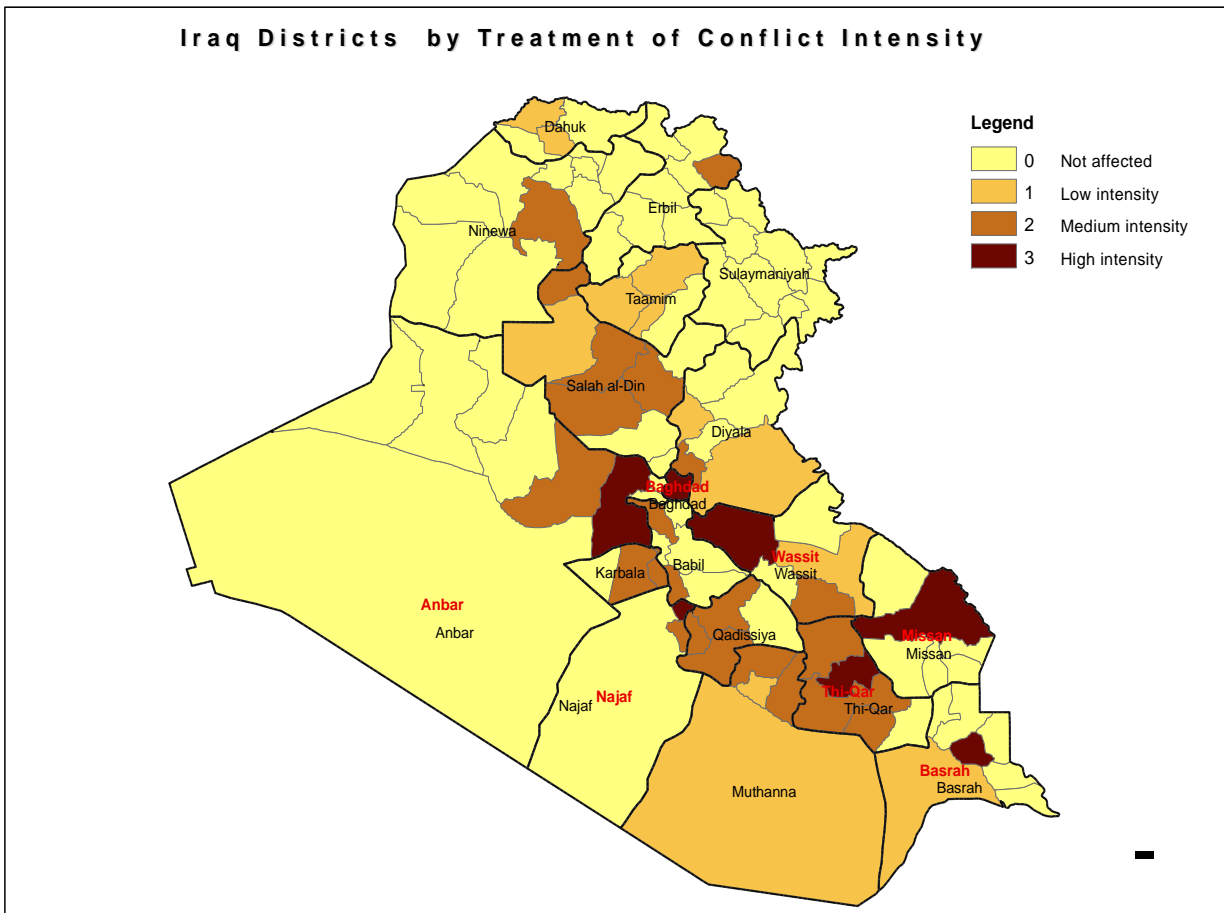 Iraq Districts by Treatment of Conflict Intensity
Legend
0 Not affected
1 Low intensity
2 Medium intensity
3 High intensity
Dahuk
Erbil
Ninewa
Sulaymaniyah
Taamim
Salah al-Din
Diyala
Baghdad
Baghdad
Wassit
Wassit
Babil
Karbala
Anbar
Anbar
Qadissiya
Missan
Missan
Najaf
Najaf
Thi-Qar
Thi-Qar
Basrah
Basrah
Muthanna